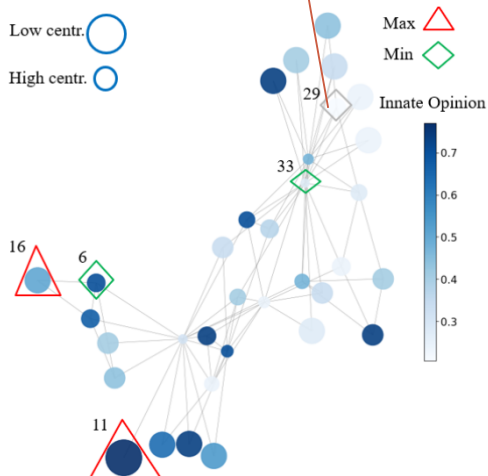 Low centr.
High centr.
Max
Min
29
Innate Opinion
33
0.7
0.6
0.5
0.4
0.3
16
6
11